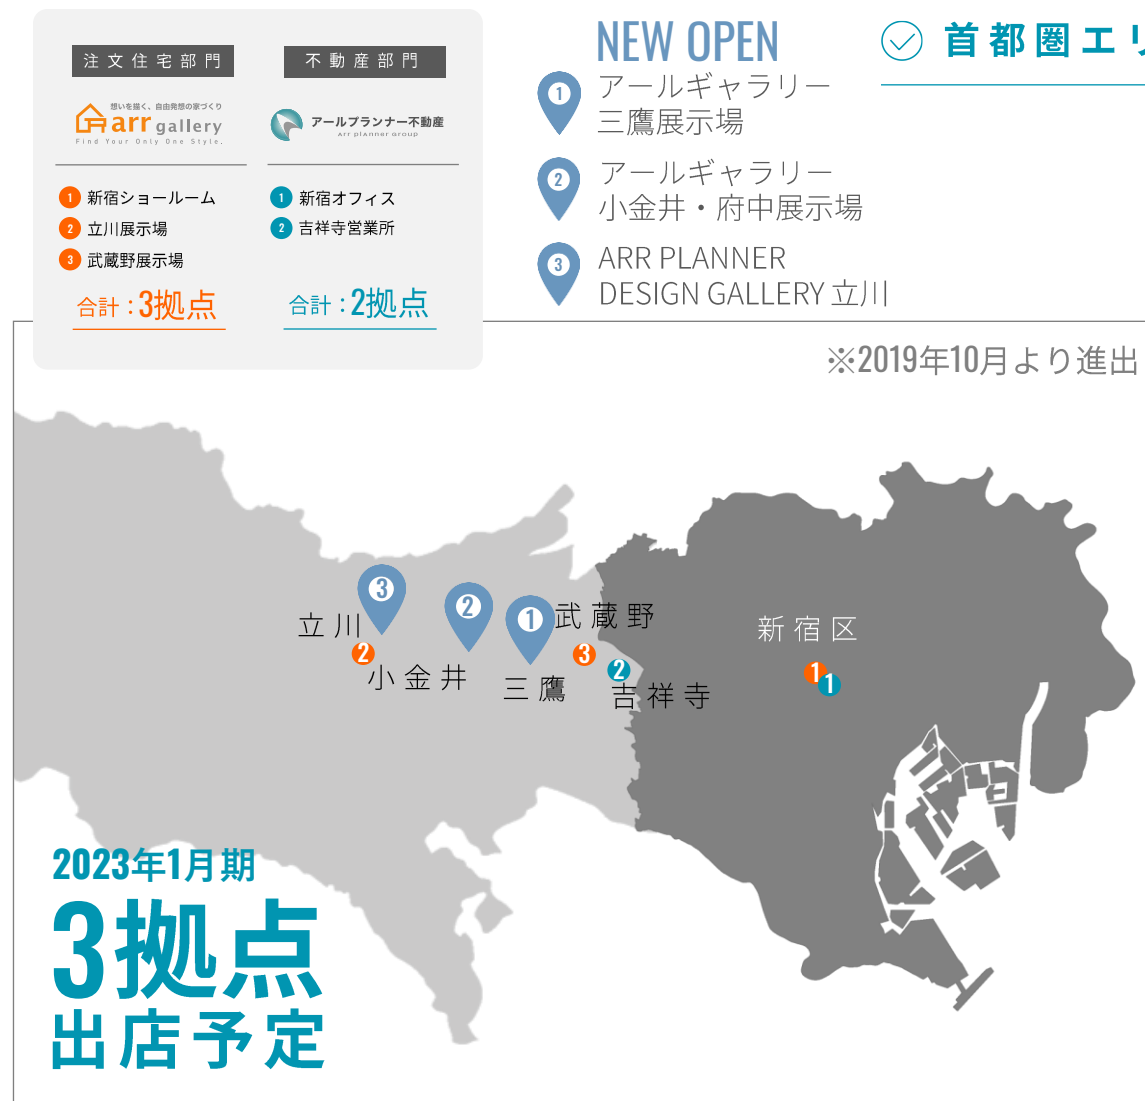 注文住宅部門
想いを描く、自由発想の家づくり
arr gallery
Find Your Only One Style.
1 新宿ショールーム
2 立川展示場
3 武蔵野展示場
合計：3拠点
不動産部門
アールプランナー不動産
Arr planner Group
1 新宿オフィス
2 吉祥寺営業所
合計：2拠点
NEW OPEN
1 アールギャラリー
三鷹展示場
2 アールギャラリー
小金井・府中展示場
3 ARR PLANNER
DESIGN GALLERY 立川
首都圏エリ
※2019年10月より進出
3
2
1
立川
武蔵野
新宿区
2
3
2
1
1
小金井
三鷹
吉祥寺
2023年1月期
3拠点
出店予定